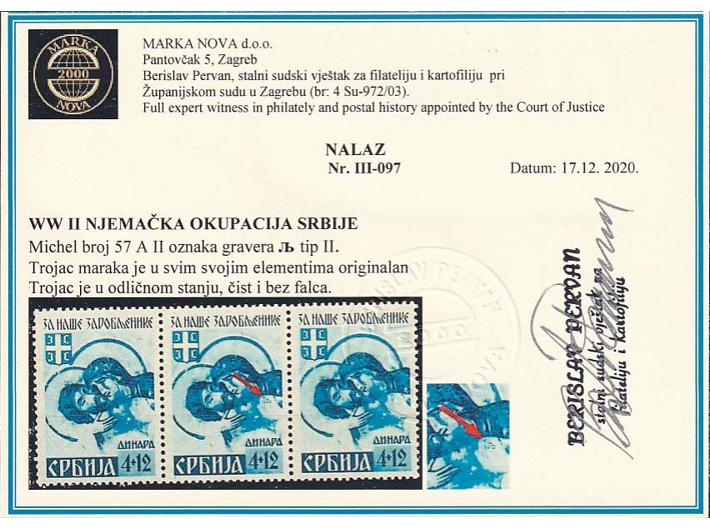 MARKA
2000
NOVA
MARKA NOVA d.o.o.
Pantovčak 5, Zagreb
Berislav Pervan, stalni sudski vještak za filateliju i kartofiliju pri
Županijskom sudu u Zagrebu (br: 4 Su-972/03).
Full expert witness in philately and postal history appointed by the Court of Justice
NALAZ
Nr. III-097
Datum: 17.12. 2020.
WW II NJEMAČKA OKUPACIJA SRBIJE
Michel broj 57 A II oznaka gravera љ tip II.
Trojac maraka je u svim svojim elementima originalan
Trojac je u odličnom stanju, čist i bez falca.
BERISLAV PERVAN
stalni sudski vještak za
filateliju i kartofiliju
BERISLAV PERVAN
2000
ЗА НАШЕ ЗАРОБЉЕНИКЕ
ДИНАРА
СРБИЈА 4+12
ЗА НАШЕ ЗАРОБЉЕНИКЕ
ДИНАРА
СРБИЈА 4+12
ЗА НАШЕ ЗАРОБЉЕНИКЕ
ДИНАРА
СРБИЈА 4+12